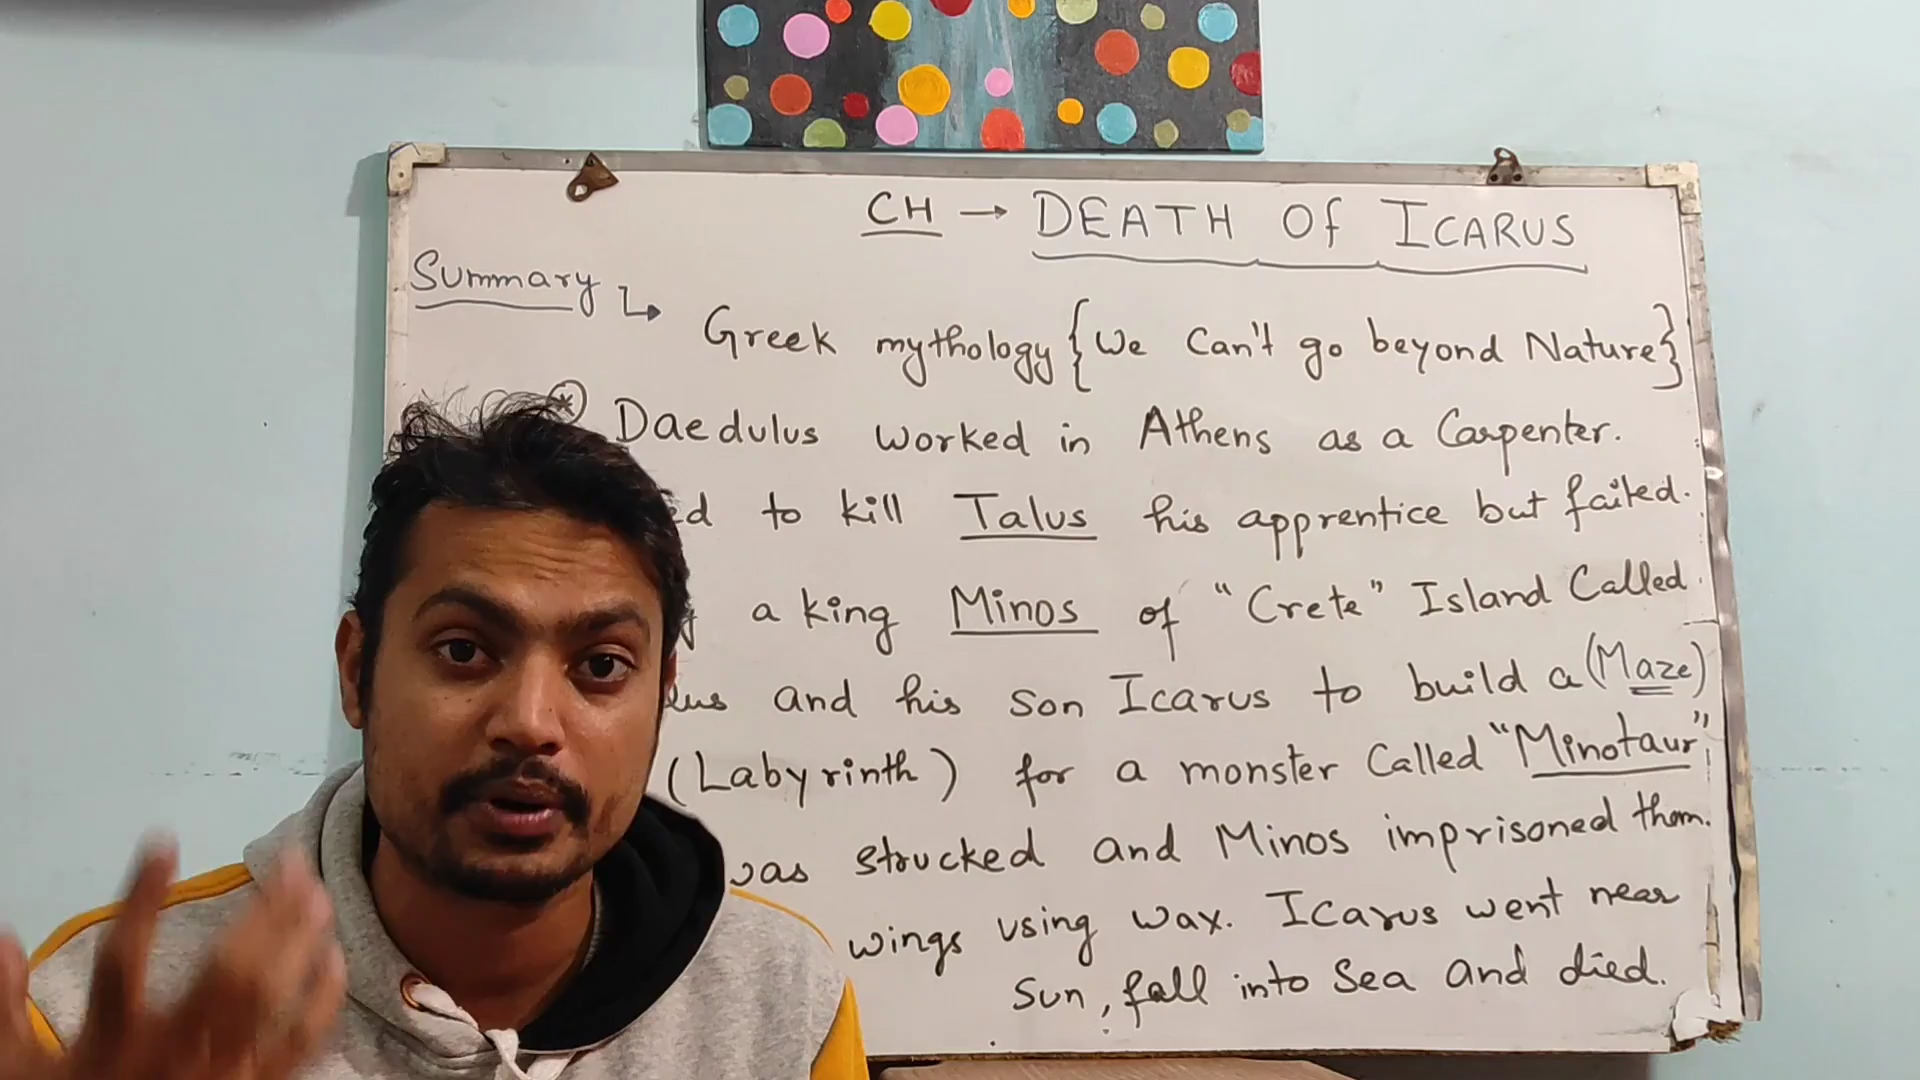 CH → DEATH Of ICARUS
Summary ↳
Greek mythology {We Can't go beyond Nature}
* Daedulus worked in Athens as a Carpenter.
ed to kill Talus his apprentice but failed.
a king Minos of "Crete" Island Called
lus and his son Icarus to build a (Maze)
(Labyrinth) for a monster Called "Minotaur"
was strucked and Minos imprisoned them.
wings using wax. Icarus went near
Sun, fall into Sea and died.